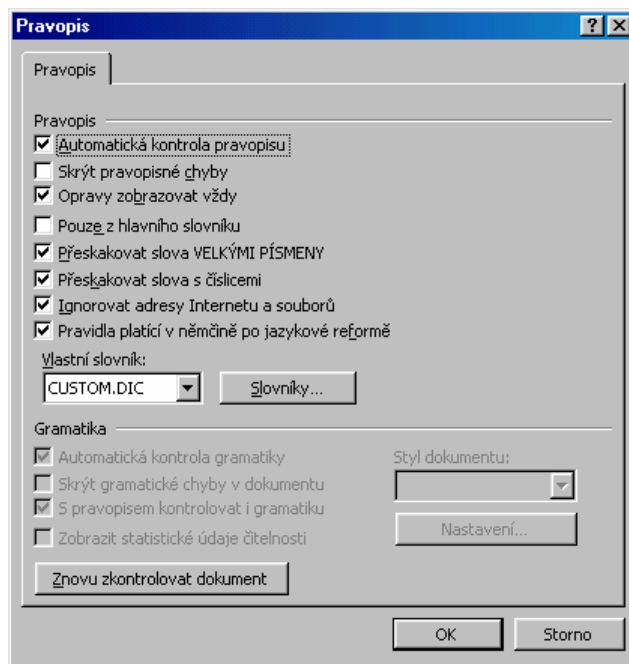 Pravopis
Pravopis
Pravopis
Automatická kontrola pravopisu
Skrýt pravopisné chyby
Opravy zobrazovat vždy
Pouze z hlavního slovníku
Přeskakovat slova VELKÝMI PÍSMENY
Přeskakovat slova s číslicemi
Ignorovat adresy Internetu a souborů
Pravidla platící v němčině po jazykové reformě
Vlastní slovník:
CUSTOM.DIC Slovníky...
Gramatika
Automatická kontrola gramatiky Styl dokumentu:
Skrýt gramatické chyby v dokumentu
S pravopisem kontrolovat i gramatiku
Zobrazit statistické údaje čitelnosti Nastavení...
Znovu zkontrolovat dokument
OK Storno